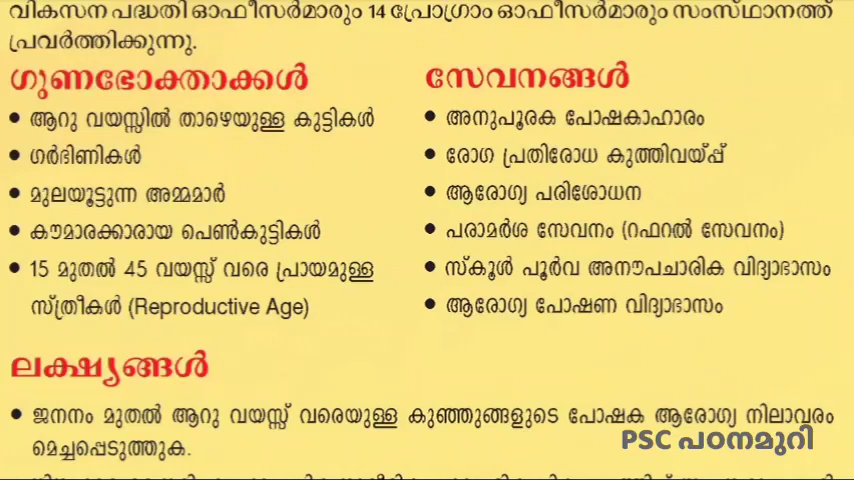 വികസന പദ്ധതി ഓഫീസർമാരും 14 പ്രോഗ്രാം ഓഫീസർമാരും സംസ്ഥാനത്ത്
പ്രവർത്തിക്കുന്നു.
ഗുണഭോക്താക്കൾ
• ആറു വയസ്സിൽ താഴെയുള്ള കുട്ടികൾ
• ഗർഭിണികൾ
• മുലയൂട്ടുന്ന അമ്മമാർ
• കൗമാരക്കാരായ പെൺകുട്ടികൾ
• 15 മുതൽ 45 വയസ്സ് വരെ പ്രായമുള്ള
സ്ത്രീകൾ (Reproductive Age)
സേവനങ്ങൾ
• അനുപൂരക പോഷകാഹാരം
• രോഗ പ്രതിരോധ കുത്തിവയ്പ്പ്
• ആരോഗ്യ പരിശോധന
• പരാമർശ സേവനം (റഫറൽ സേവനം)
• സ്കൂൾ പൂർവ അനൗപചാരിക വിദ്യാഭാസം
• ആരോഗ്യ പോഷണ വിദ്യാഭാസം
ലക്ഷ്യങ്ങൾ
• ജനനം മുതൽ ആറു വയസ്സ് വരെയുള്ള കുഞ്ഞുങ്ങളുടെ പോഷക ആരോഗ്യ നിലവാരം
മെച്ചപ്പെടുത്തുക.
PSC പഠനമുറി